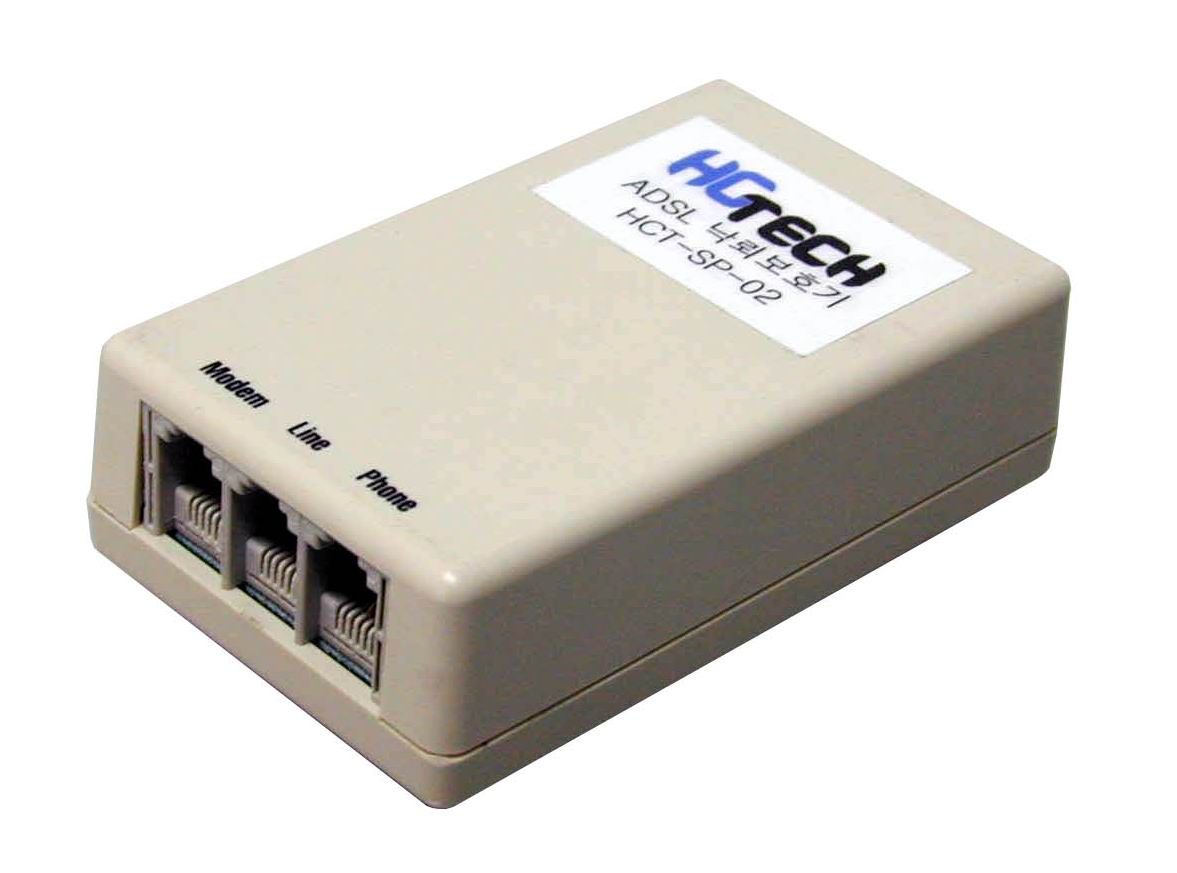 HCTECH
ADSL 낙뢰보호기
HCT-SP-02
Modem Line Phone